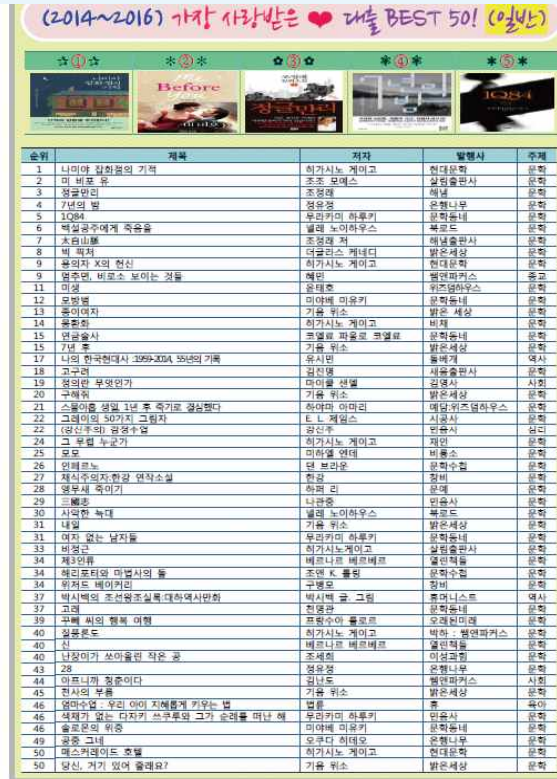 (2014~2016) 가장 사랑받은 ❤ 대출 BEST 50! (일반)
☆①☆ ✻②✻ ✿③✿ ✱④✱ ✶⑤✶
Before
정글만리
1Q84
순위 제목 저자 발행사 주제
1 나미야 잡화점의 기적 히가시노 게이고 현대문학 문학
2 미 비포 유 조조 모예스 살림출판사 문학
3 정글만리 조정래 해냄 문학
4 7년의 밤 정유정 은행나무 문학
5 1Q84 무라카미 하루키 문학동네 문학
6 백설공주에게 죽음을 넬레 노이하우스 북로드 문학
7 太白山脈 조정래 저 해냄출판사 문학
8 빅 픽처 더글라스 케네디 밝은세상 문학
9 용의자 X의 헌신 히가시노 게이고 현대문학 문학
9 멈추면, 비로소 보이는 것들 혜민 쌤앤파커스 종교
11 미생 윤태호 위즈덤하우스 문학
12 모방범 미야베 미유키 문학동네 문학
13 종이여자 기욤 뮈소 밝은 세상 문학
14 몽환화 히가시노 게이고 비채 문학
15 연금술사 코엘료 파울로 코엘료 문학동네 문학
15 7년 후 기욤 뮈소 밝은세상 문학
17 나의 한국현대사 :1959-2014, 55년의 기록 유시민 돌베개 역사
18 고구려 김진명 새움출판사 문학
19 정의란 무엇인가 마이클 샌델 김영사 사회
20 구해줘 기욤 뮈소 밝은세상 문학
21 스물아홉 생일, 1년 후 죽기로 결심했다 하야마 아마리 예담:위즈덤하우스 문학
22 그레이의 50가지 그림자 E. L. 제임스 시공사 문학
22 (강신주의) 감정수업 강신주 민음사 심리
24 그 무렵 누군가 히가시노 게이고 재인 문학
25 모모 미하엘 엔데 비룡소 문학
26 인페르노 댄 브라운 문학수첩 문학
27 채식주의자:한강 연작소설 한강 창비 문학
28 앵무새 죽이기 하퍼 리 문예 문학
29 三國志 나관중 민음사 문학
30 사악한 늑대 넬레 노이하우스 북로드 문학
31 내일 기욤 뮈소 밝은세상 문학
31 여자 없는 남자들 무라카미 하루키 문학동네 문학
33 비정근 히가시노게이고 살림출판사 문학
34 제3인류 베르나르 베르베르 열린책들 문학
34 해리포터와 마법사의 돌 조앤 K. 롤링 문학수첩 문학
34 위저드 베이커리 구병모 창비 문학
37 박시백의 조선왕조실록:대하역사만화 박시백 글. 그림 휴머니스트 역사
37 고래 천명관 문학동네 문학
39 꾸뻬 씨의 행복 여행 프랑수아 를로르 오래된미래 문학
40 질풍론도 히가시노 게이고 박하 : 쌤앤파커스 문학
40 신 베르나르 베르베르 열린책들 문학
40 난장이가 쏘아올린 작은 공 조세희 이성과힘 문학
43 28 정유정 은행나무 문학
44 아프니까 청춘이다 김난도 쌤앤파커스 사회
45 천사의 부름 기욤 뮈소 밝은세상 문학
46 엄마수업 : 우리 아이 지혜롭게 키우는 법 법륜 휴 육아
46 색채가 없는 다자키 쓰쿠루와 그가 순례를 떠난 해 무라카미 하루키 민음사 문학
46 솔로몬의 위증 미야베 미유키 문학동네 문학
49 공중 그네 오쿠다 히데오 은행나무 문학
50 매스커레이드 호텔 히가시노 게이고 현대문학 문학
50 당신, 거기 있어 줄래요? 기욤 뮈소 밝은세상 문학